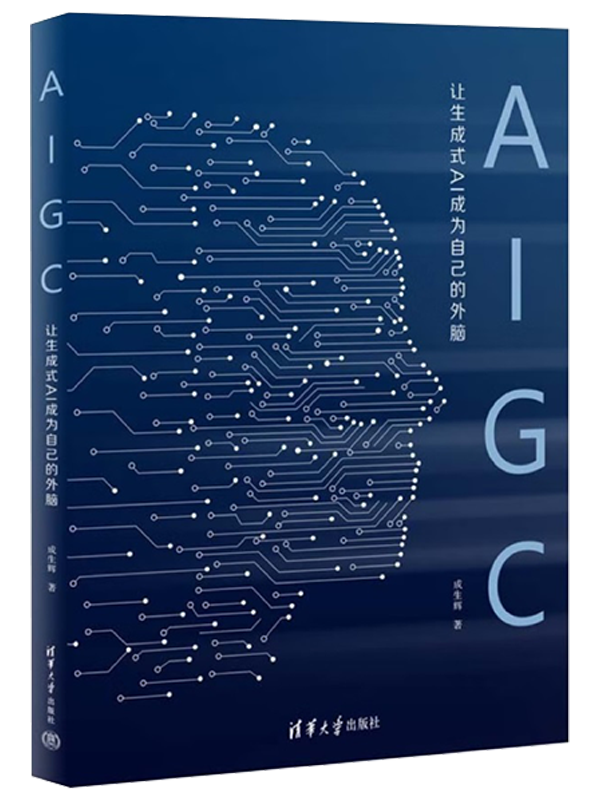 AIGC
让生成式AI成为自己的外脑
成生辉 著
清华大学出版社
AIGC
让生成式AI成为自己的外脑
成生辉 著
清华大学出版社